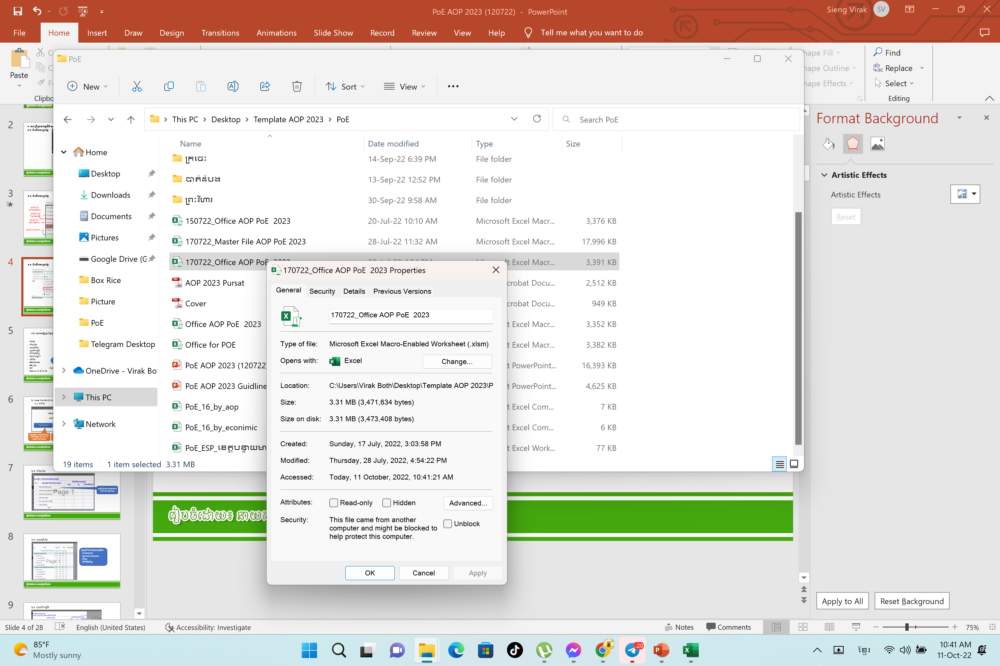 PoE AOP 2023 (120722) - PowerPoint
Sieng Virak
SV
File
Home
Insert
Draw
Design
Transitions
Animations
Slide Show
Record
Review
View
Help
Tell me what you want to do
Paste
Clipbo
hape Fill
hape Outline
hape Effects
Find
Replace
Select
Editing
PoE
New
Sort
View
This PC > Desktop > Template AOP 2023 > PoE
Search PoE
Name
Date modified
Type
Size
Home
Desktop
Downloads
Documents
Pictures
Google Drive (G
Box Rice
Picture
PoE
Telegram Desktop
OneDrive - Virak Bo
This PC
Network
ក្រចេះ 14-Sep-22 6:39 PM File folder
បាត់ដំបង 13-Sep-22 12:52 PM File folder
ព្រះវិហារ 30-Sep-22 9:58 AM File folder
150722_Office AOP PoE  2023 20-Jul-22 10:10 AM Microsoft Excel Macr... 3,376 KB
170722_Master File AOP PoE 2023 28-Jul-22 11:32 AM Microsoft Excel Macr... 17,996 KB
170722_Office AOP PoE  2023 3,391 KB
AOP 2023 Pursat crobat Docu... 2,512 KB
Cover crobat Docu... 949 KB
Office AOP PoE  2023 t Excel Macr... 3,352 KB
Office for POE t Excel Macr... 3,382 KB
PoE AOP 2023 (120722) t PowerPoint... 16,393 KB
PoE AOP 2023 Guidline t PowerPoint... 4,625 KB
PoE_16_by_aop t Excel Com... 7 KB
PoE_16_by_econimic t Excel Com... 6 KB
PoE_ESP_ខេត្តបន្ទាយមា t Excel Work... 77 KB
19 items
1 item selected 3.31 MB
170722_Office AOP PoE  2023 Properties
General
Security
Details
Previous Versions
170722_Office AOP PoE  2023
Type of file: Microsoft Excel Macro-Enabled Worksheet (.xlsm)
Opens with: Excel
Change...
Location: C:\Users\Virak Both\Desktop\Template AOP 2023\P
Size: 3.31 MB (3,471,634 bytes)
Size on disk: 3.31 MB (3,473,408 bytes)
Created: Sunday, 17 July, 2022, 3:03:58 PM
Modified: Thursday, 28 July, 2022, 4:54:22 PM
Accessed: Today, 11 October, 2022, 10:41:21 AM
Attributes: Read-only Hidden Advanced...
Security: This file came from another
computer and might be blocked to
help protect this computer.
Unblock
OK
Cancel
Apply
Format Background
Artistic Effects
Artistic Effects
Reset
Apply to All
Reset Background
2
3
4
5
6
7
8
9
Page 1
Page 1
រៀបចំដោយ៖ នាយក
Slide 4 of 28
English (United States)
Accessibility: Investigate
Notes
Comments
75%
85°F
Mostly sunny
..20
ខ្មែរ
10:41 AM
11-Oct-22